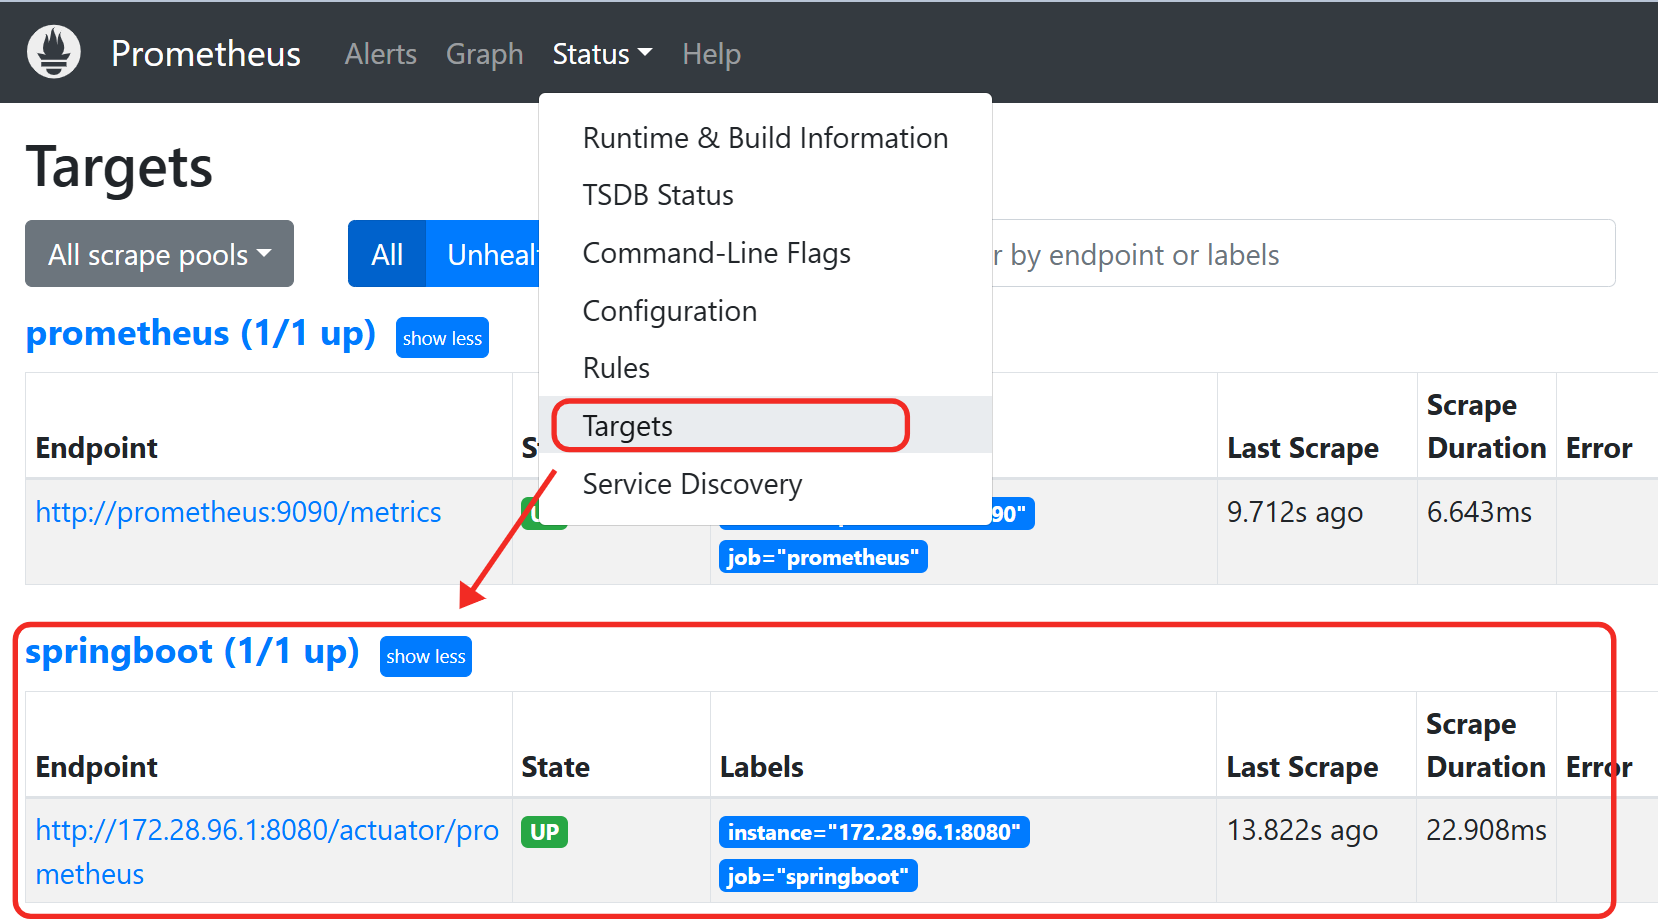 Prometheus Alerts Graph Status Help
Runtime & Build Information
Targets
TSDB Status
All scrape pools All
Command-Line Flags
by endpoint or labels
Configuration
prometheus (1/1 up) show less
Rules
Targets
Service Discovery
Endpoint Last Scrape Scrape Duration Error
http://prometheus:9090/metrics 9.712s ago 6.643ms
90"
job="prometheus"
springboot (1/1 up) show less
Endpoint State Labels Last Scrape Scrape Duration Error
http://172.28.96.1:8080/actuator/pro UP instance="172.28.96.1:8080" 13.822s ago 22.908ms
metheus job="springboot"